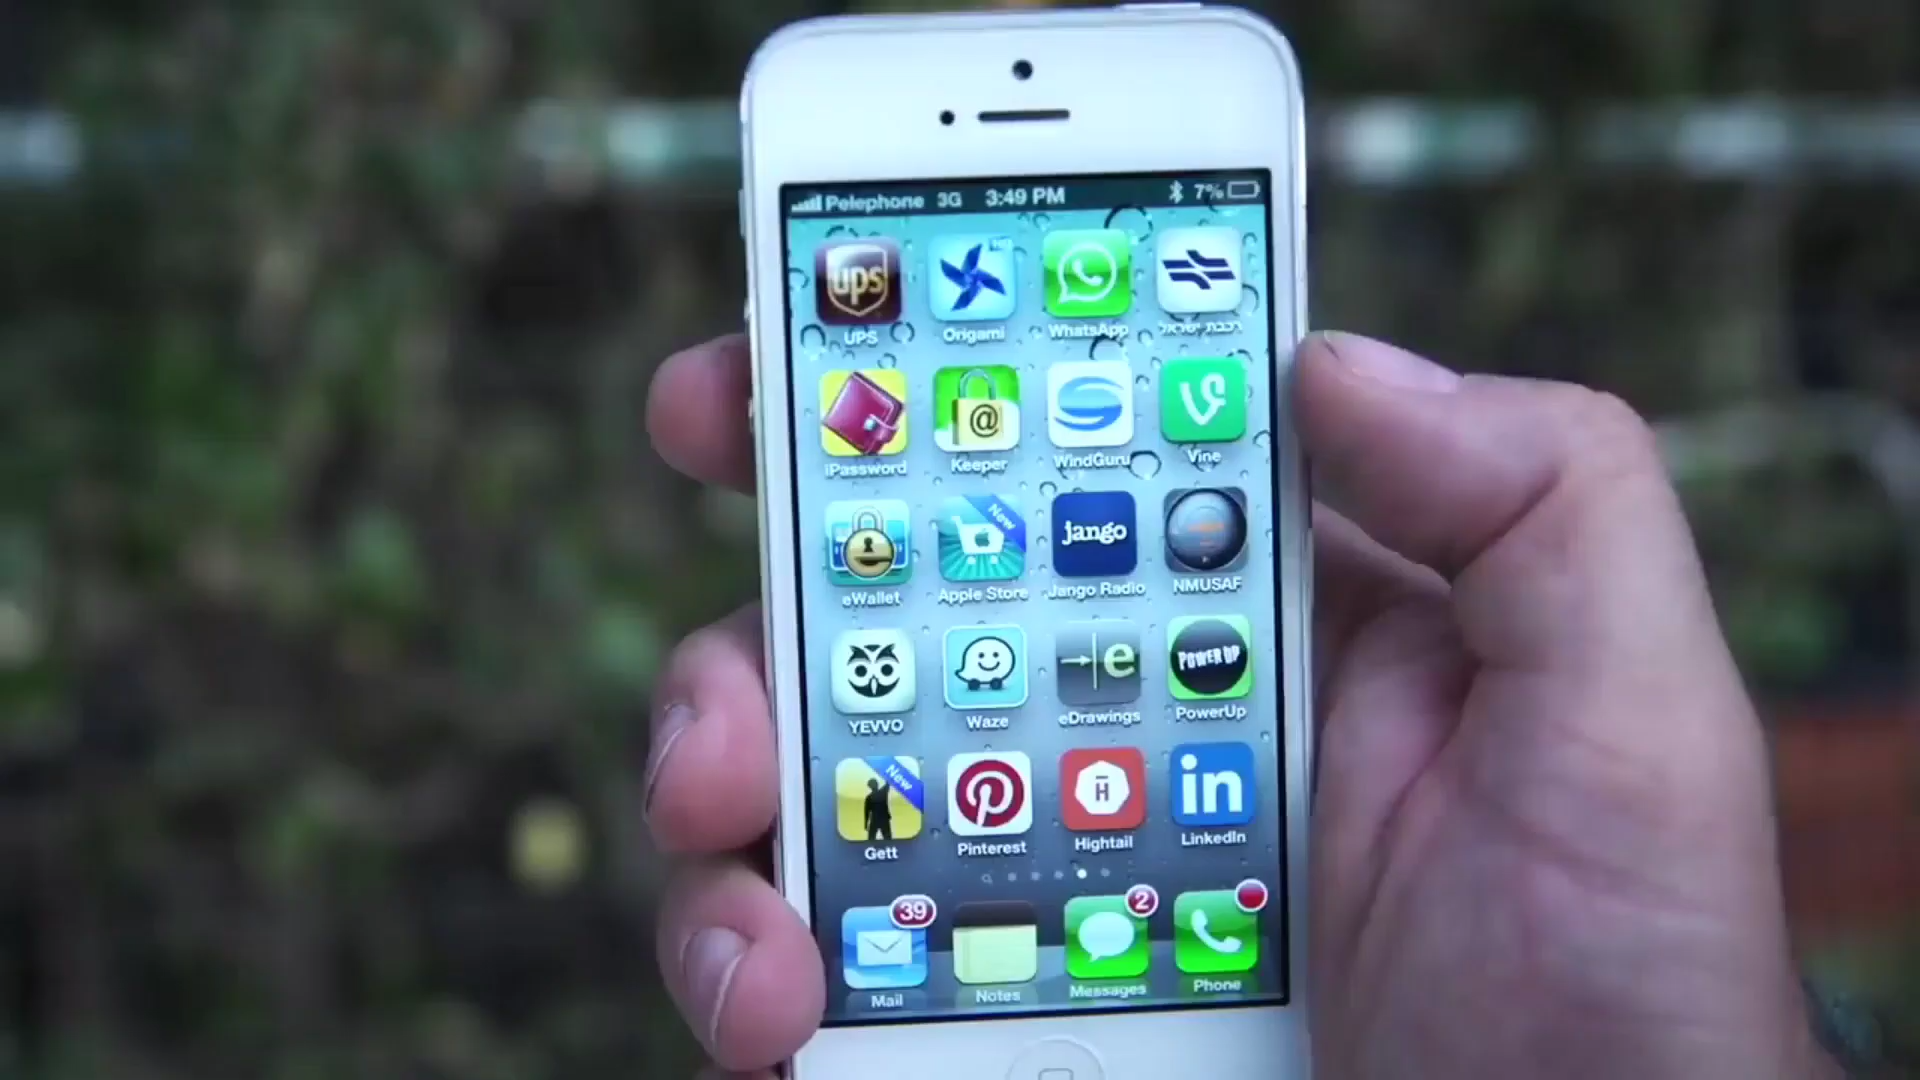 Pelephone 3G 3:49 PM 7%
ups
HD
UPS Origami WhatsApp רכבת ישראל
@
iPassword Keeper WindGuru Vine
New
jango
eWallet Apple Store Jango Radio NMUSAF
e POWER UP
YEVVO Waze eDrawings PowerUp
New H in
Gett Pinterest Hightail LinkedIn
39 2
Mail Notes Messages Phone